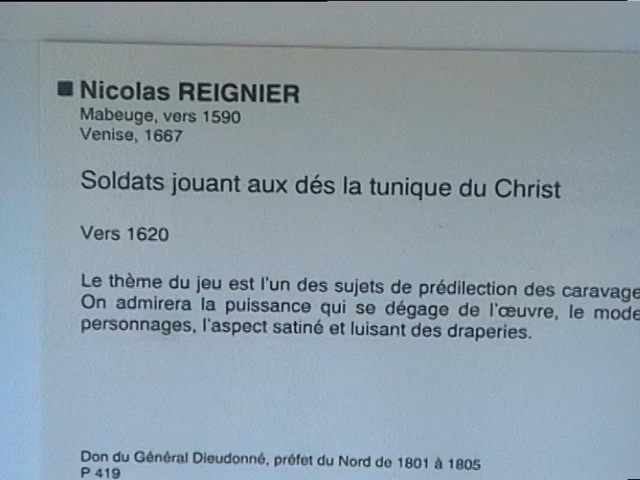 Nicolas REIGNIER
Mabeuge, vers 1590
Venise, 1667
Soldats jouant aux dés la tunique du Christ
Vers 1620
Le thème du jeu est l'un des sujets de prédilection des caravage
On admirera la puissance qui se dégage de l'œuvre, le mode
personnages, l'aspect satiné et luisant des draperies.
Don du Général Dieudonné, préfet du Nord de 1801 à 1805
P 419